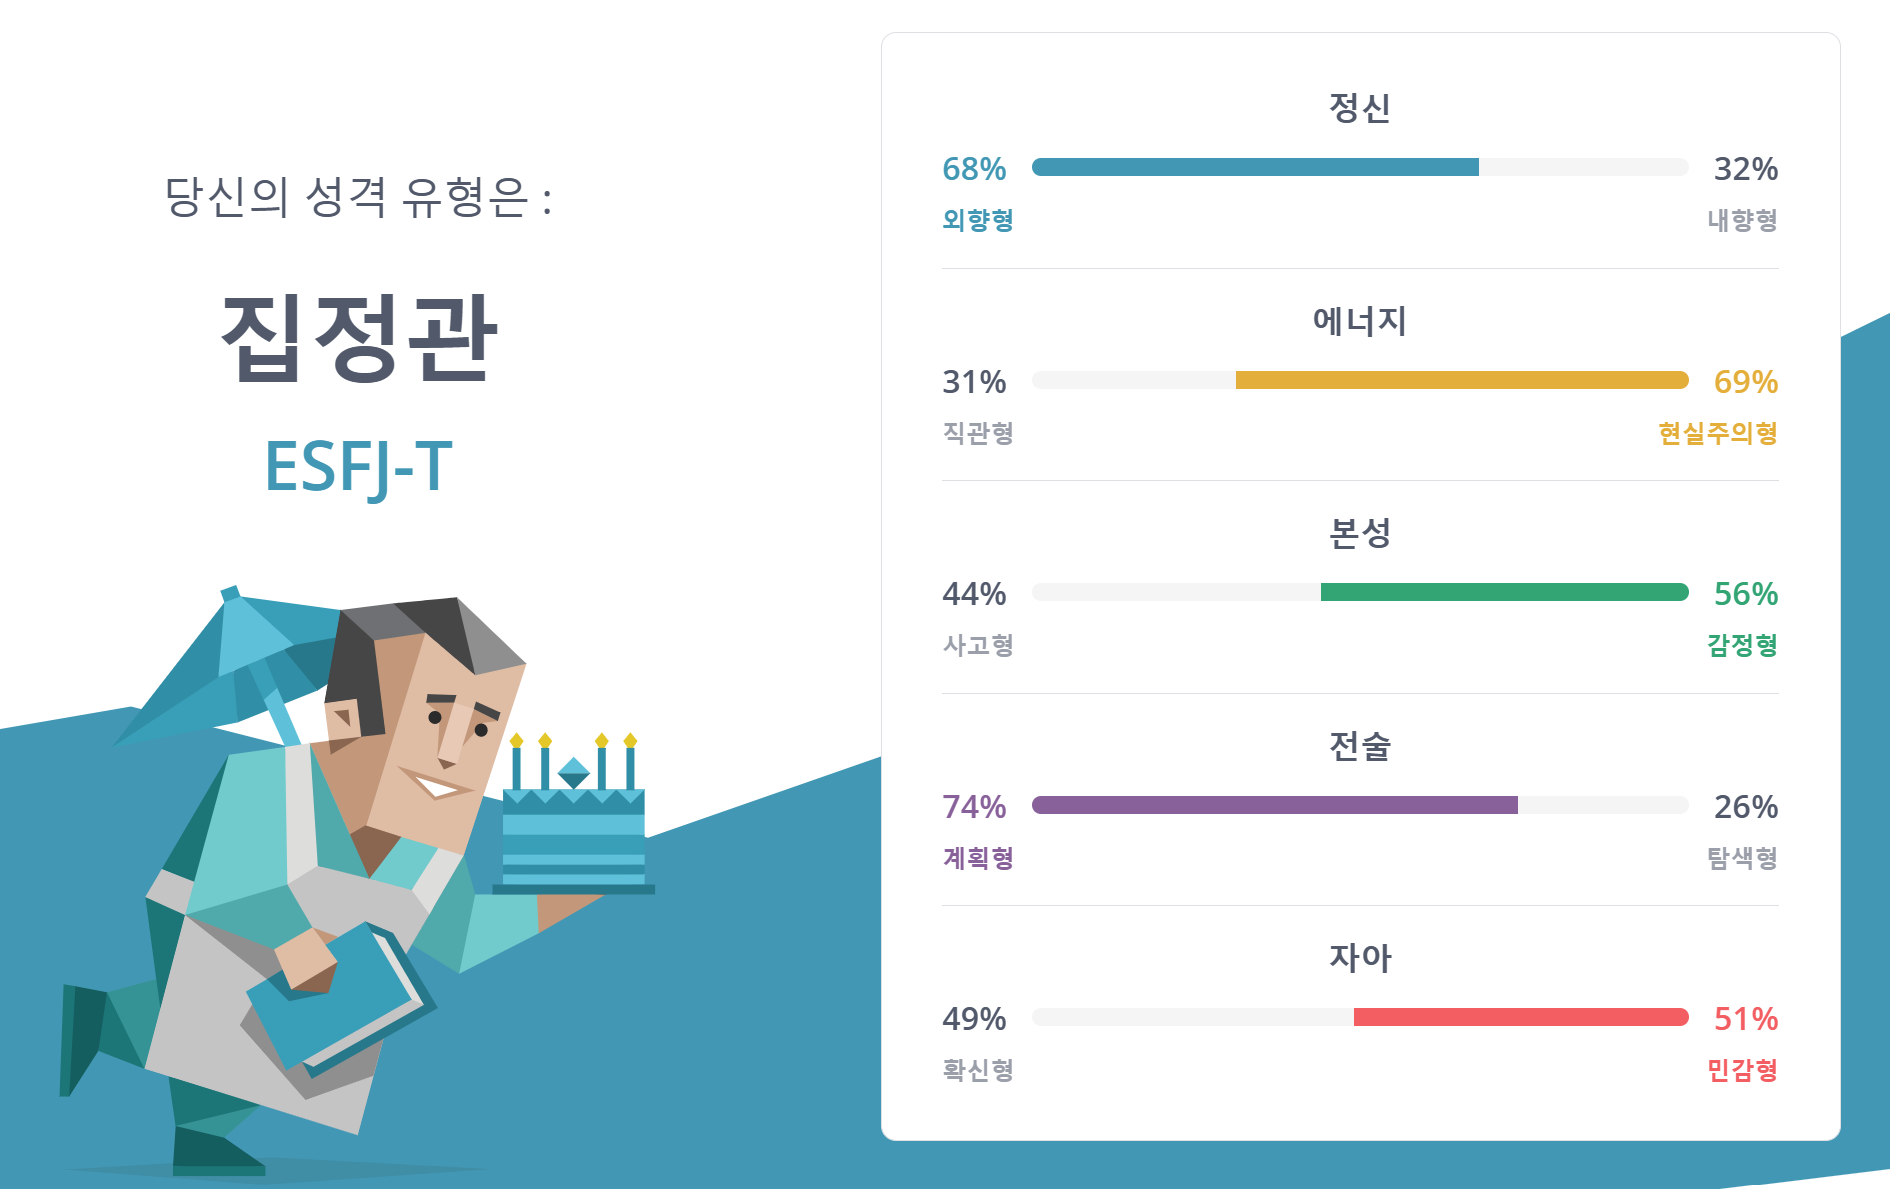 당신의 성격 유형은 :
집정관
ESFJ-T
정신
68% 32%
외향형 내향형
에너지
31% 69%
직관형 현실주의형
본성
44% 56%
사고형 감정형
전술
74% 26%
계획형 탐색형
자아
49% 51%
확신형 민감형